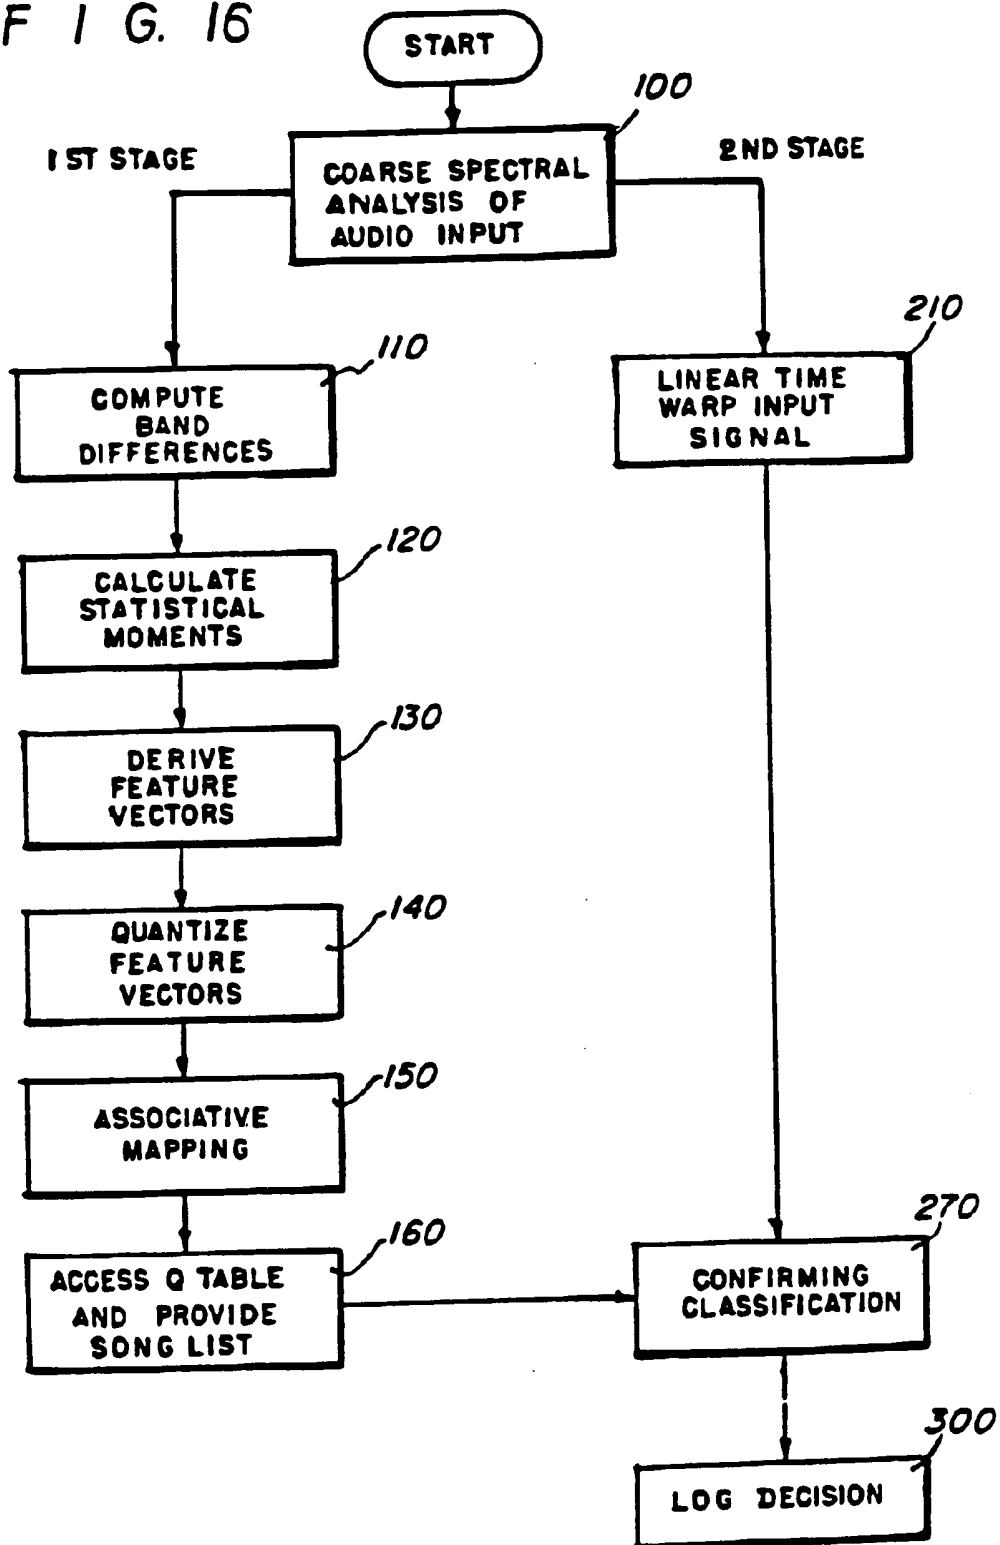 F I G. 16
START
100
1ST STAGE
2ND STAGE
COARSE SPECTRAL
ANALYSIS OF
AUDIO INPUT
210
110
LINEAR TIME
WARP INPUT
SIGNAL
COMPUTE
BAND
DIFFERENCES
120
CALCULATE
STATISTICAL
MOMENTS
130
DERIVE
FEATURE
VECTORS
140
QUANTIZE
FEATURE
VECTORS
150
ASSOCIATIVE
MAPPING
160
ACCESS Q TABLE
AND PROVIDE
SONG LIST
270
CONFIRMING
CLASSIFICATION
300
LOG DECISION